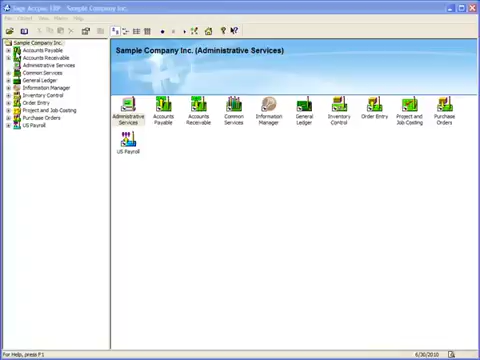 Sage Accpac ERP - Sample Company Inc.
File Object View Menu Help
Sample Company Inc.
Accounts Payable
Accounts Receivable
Administrative Services
Common Services
General Ledger
Information Manager
Inventory Control
Order Entry
Project and Job Costing
Purchase Orders
US Payroll
Sample Company Inc. (Administrative Services)
Administrative Accounts Accounts Common Information General Inventory Order Entry Project and Purchase
Services Payable Receivable Services Manager Ledger Control Job Costing Orders
US Payroll
For Help, press F1
6/30/2010